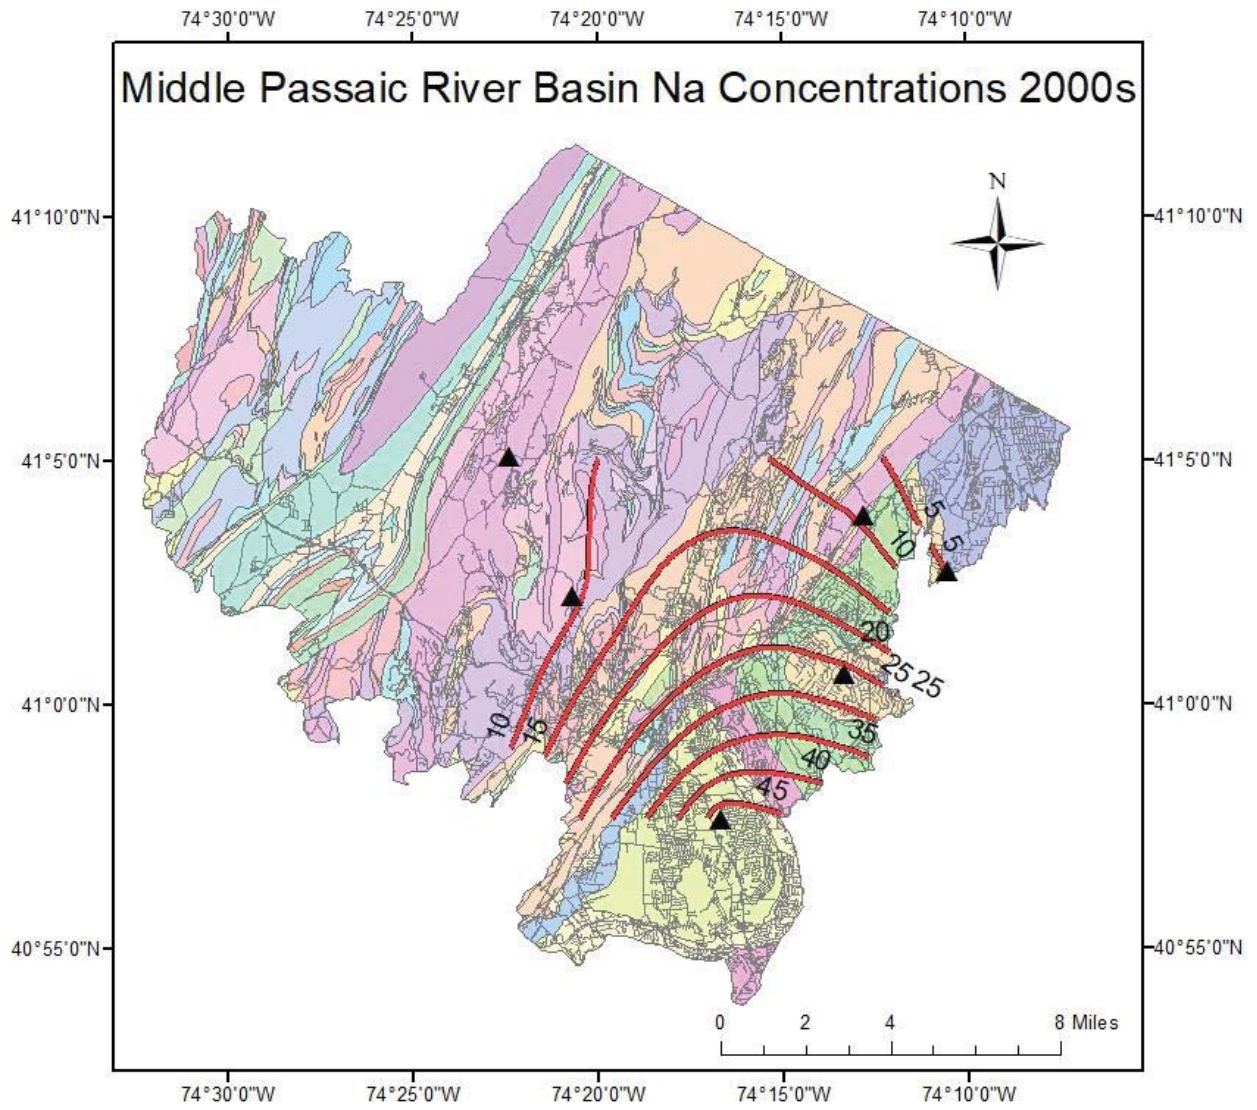 74°30'0"W 74°25'0"W 74°20'0"W 74°15'0"W 74°10'0"W
Middle Passaic River Basin Na Concentrations 2000s
N
41°10'0"N 41°10'0"N
41°5'0"N 41°5'0"N
5
10 5
20
25 25
41°0'0"N 41°0'0"N
10 15 35
40
45
40°55'0"N 40°55'0"N
0 2 4 8 Miles
74°30'0"W 74°25'0"W 74°20'0"W 74°15'0"W 74°10'0"W